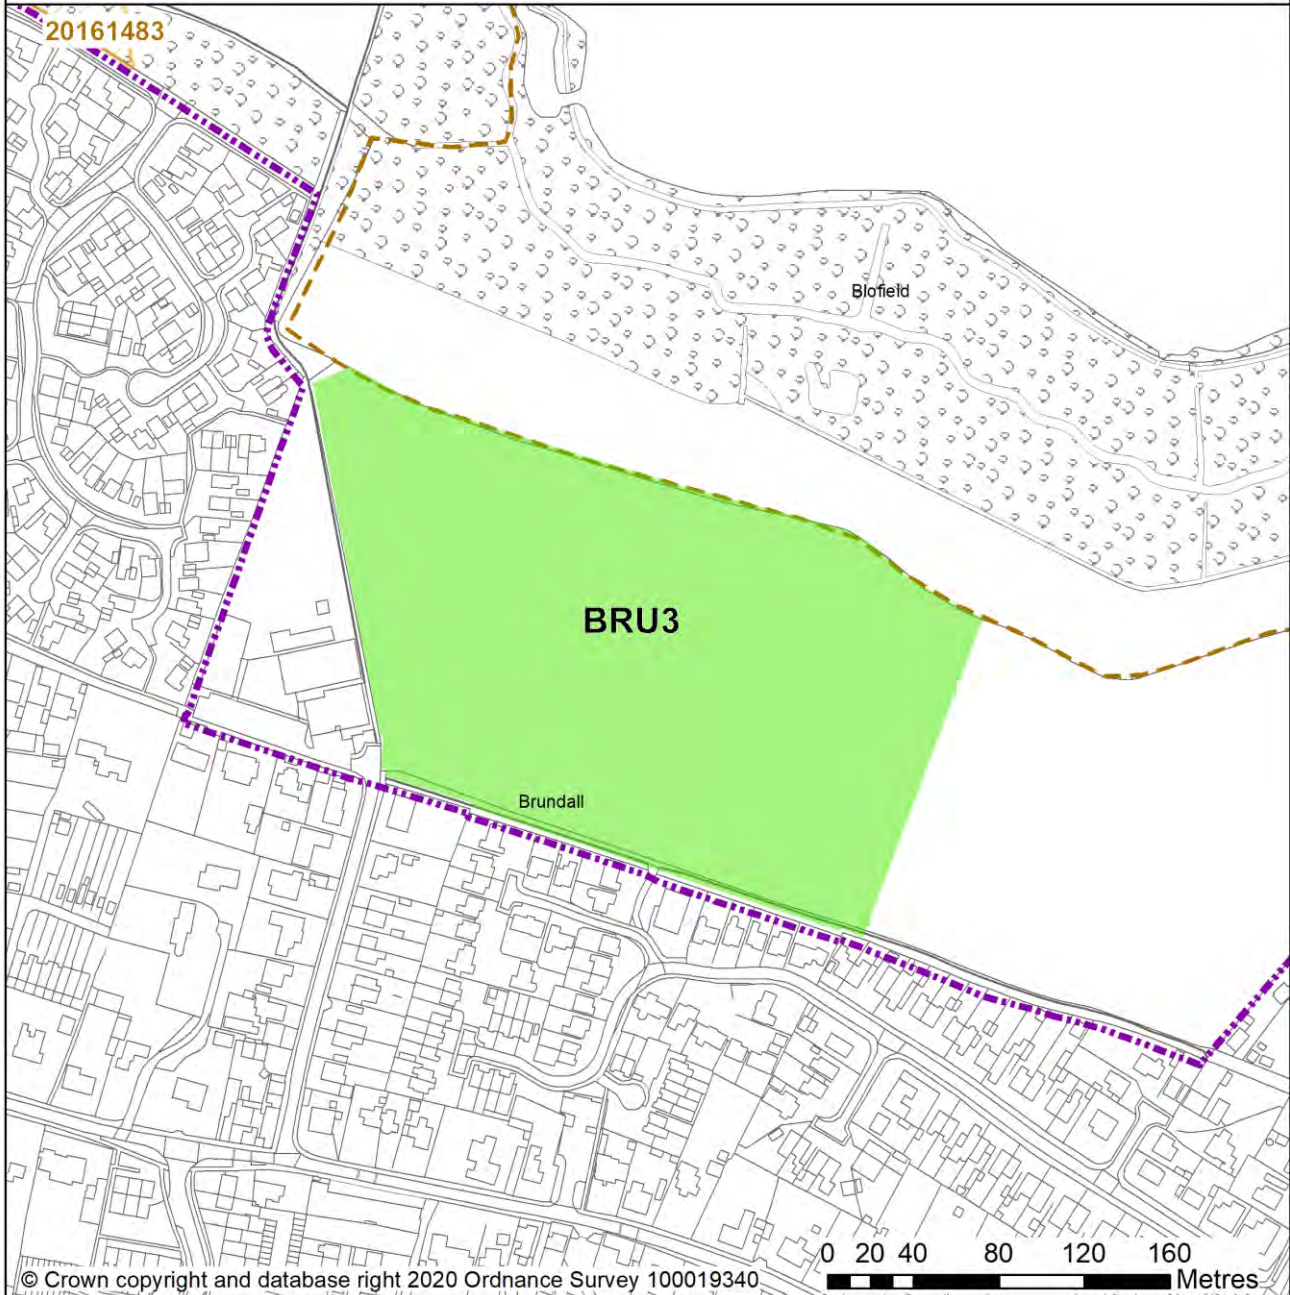 20161483
Blofield
BRU3
Brundall
0 20 40 80 120 160
Metres
© Crown copyright and database right 2020 Ordnance Survey 100019340